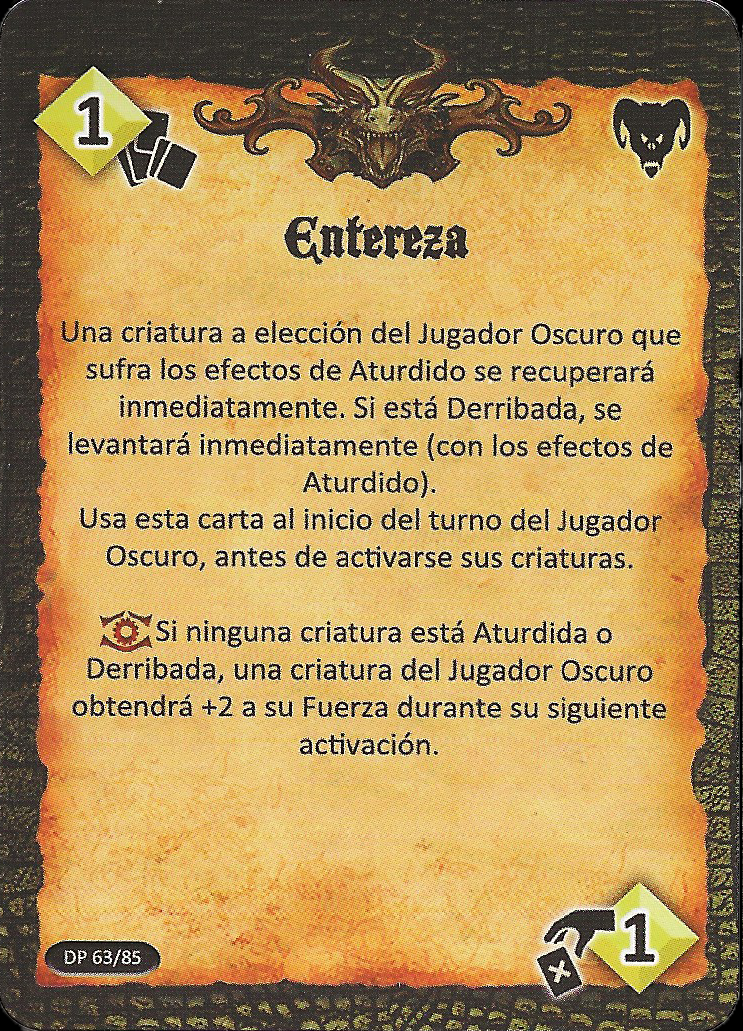 1
Entereza
Una criatura a elección del Jugador Oscuro que
sufra los efectos de Aturdido se recuperará
inmediatamente. Si está Derribada, se
levantará inmediatamente (con los efectos de
Aturdido).
Usa esta carta al inicio del turno del Jugador
Oscuro, antes de activarse sus criaturas.
Si ninguna criatura está Aturdida o
Derribada, una criatura del Jugador Oscuro
obtendrá +2 a su Fuerza durante su siguiente
activación.
1
DP 63/85